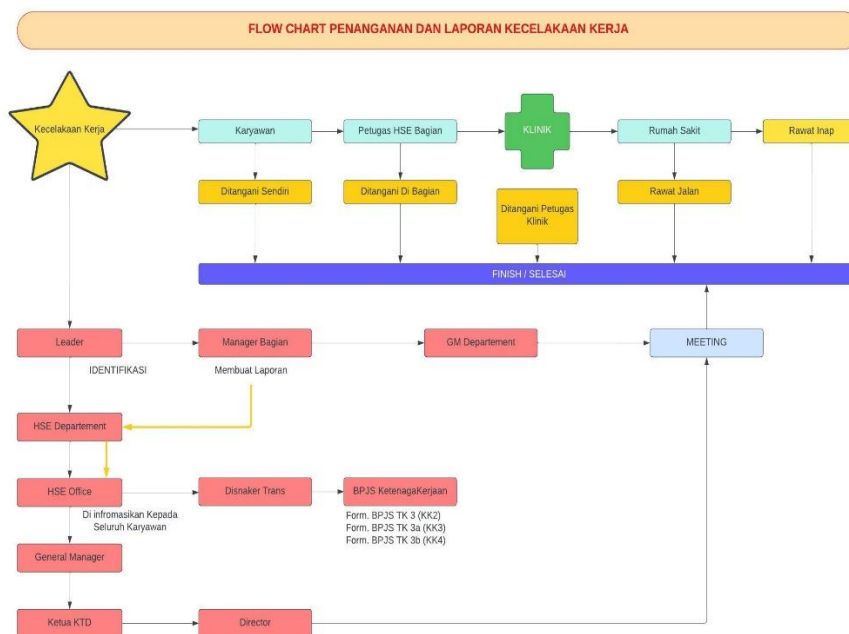 FLOW CHART PENANGANAN DAN LAPORAN KECELAKAAN KERJA
Kecelakaan Kerja
Karyawan
Petugas HSE Bagian
KLINIK
Rumah Sakit
Rawat Inap
Ditangani Sendiri
Ditangani Di Bagian
Ditangani Petugas
Klinik
Rawat Jalan
FINISH / SELESAI
Leader
Manager Bagian
GM Departement
MEETING
IDENTIFIKASI
Membuat Laporan
HSE Departement
HSE Office
Disnaker Trans
BPJS KetenagaKerjaan
Di infromasikan Kepada
Seluruh Karyawan
Form. BPJS TK 3 (KK2)
Form. BPJS TK 3a (KK3)
Form. BPJS TK 3b (KK4)
General Manager
Ketua KTD
Director